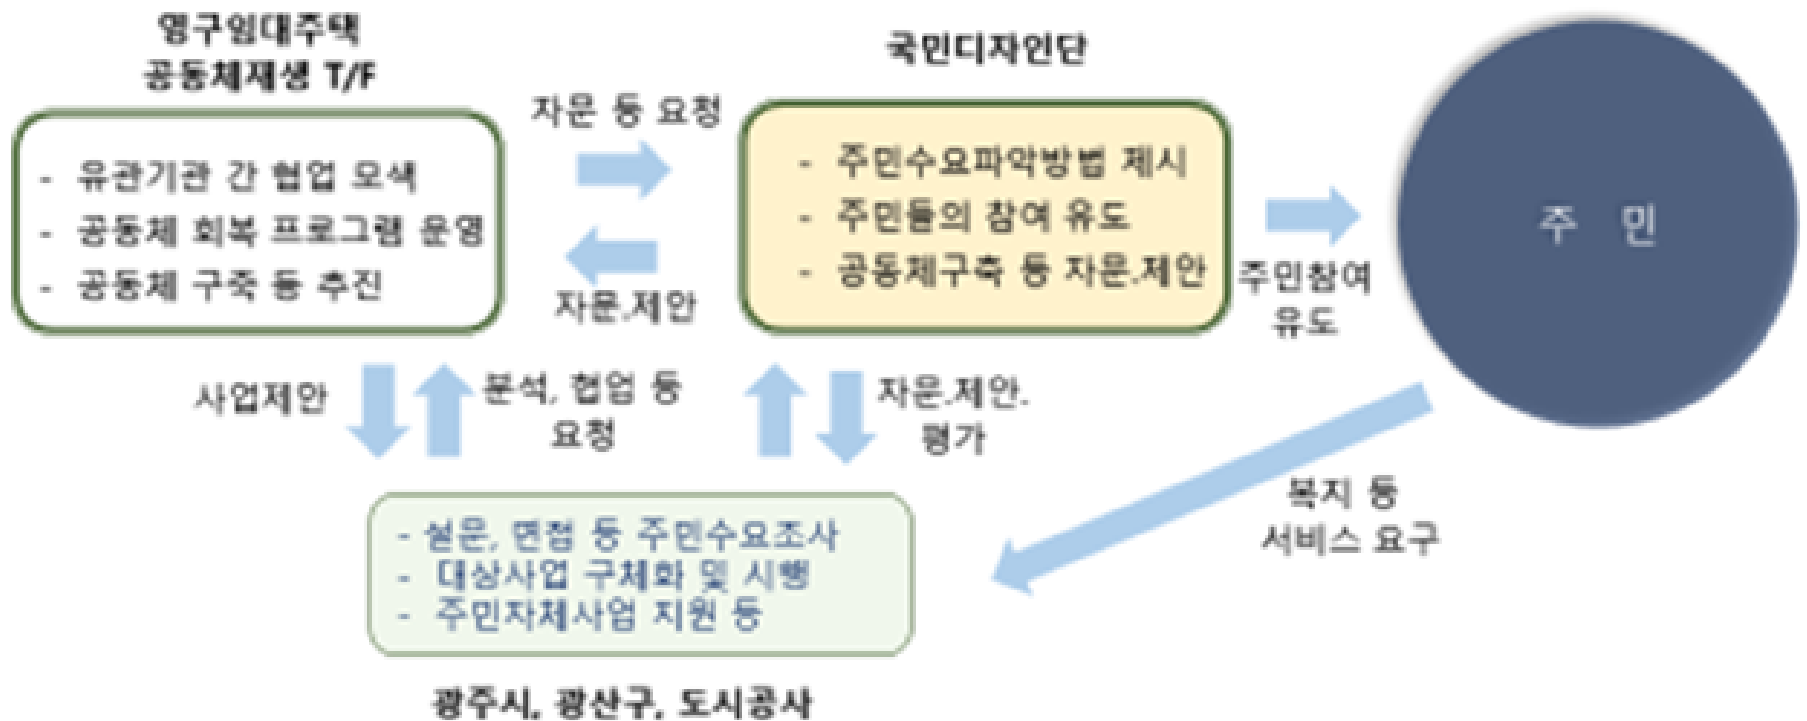 영구임대주택
공동체재생 T/F
- 유관기관 간 협업 모색
- 공동체 회복 프로그램 운영
- 공동체 구축 등 추진
자문 등 요청
자문.제안
국민디자인단
- 주민수요파악방법 제시
- 주민들의 참여 유도
- 공동체구축 등 자문.제안
주민참여
유도
주 민
사업제안
분석, 협업 등
요청
자문.제안.
평가
복지 등
서비스 요구
- 설문, 면접 등 주민수요조사
- 대상사업 구체화 및 시행
- 주민자체사업 지원 등
광주시, 광산구, 도시공사